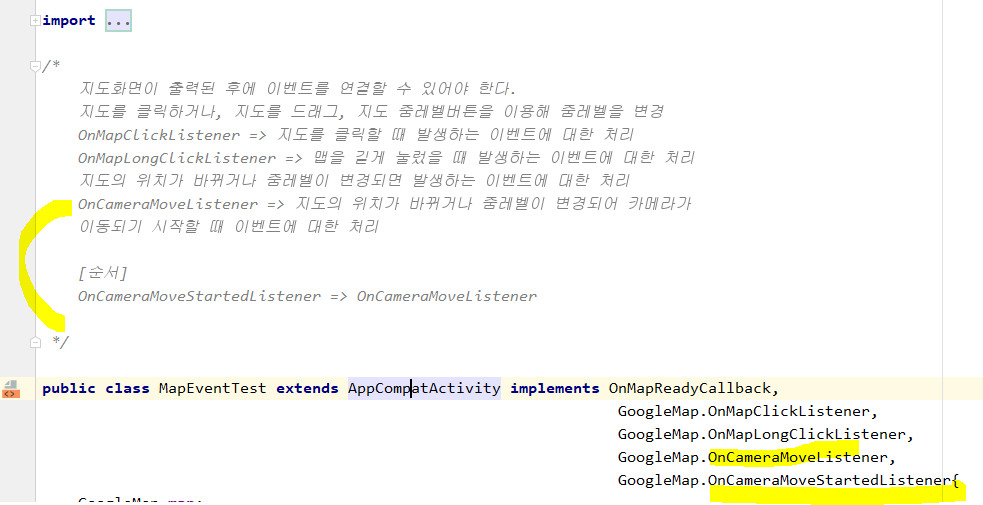 import ...
/*
지도화면이 출력된 후에 이벤트를 연결할 수 있어야 한다.
지도를 클릭하거나, 지도를 드래그, 지도 줌레벨버튼을 이용해 줌레벨을 변경
OnMapClickListener => 지도를 클릭할 때 발생하는 이벤트에 대한 처리
OnMapLongClickListener => 맵을 길게 눌렀을 때 발생하는 이벤트에 대한 처리
지도의 위치가 바뀌거나 줌레벨이 변경되면 발생하는 이벤트에 대한 처리
OnCameraMoveListener => 지도의 위치가 바뀌거나 줌레벨이 변경되어 카메라가
이동되기 시작할 때 이벤트에 대한 처리
[순서]
OnCameraMoveStartedListener => OnCameraMoveListener
*/
public class MapEventTest extends AppCompatActivity implements OnMapReadyCallback,
GoogleMap.OnMapClickListener,
GoogleMap.OnMapLongClickListener,
GoogleMap.OnCameraMoveListener,
GoogleMap.OnCameraMoveStartedListener{
GoogleMap map;